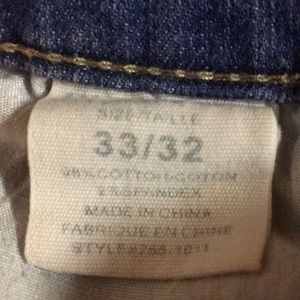 SIZE/TAILLE
33/32
98%COTTON/COTON
2%SPANDEX
MADE IN CHINA
FABRIQUE EN CHINE